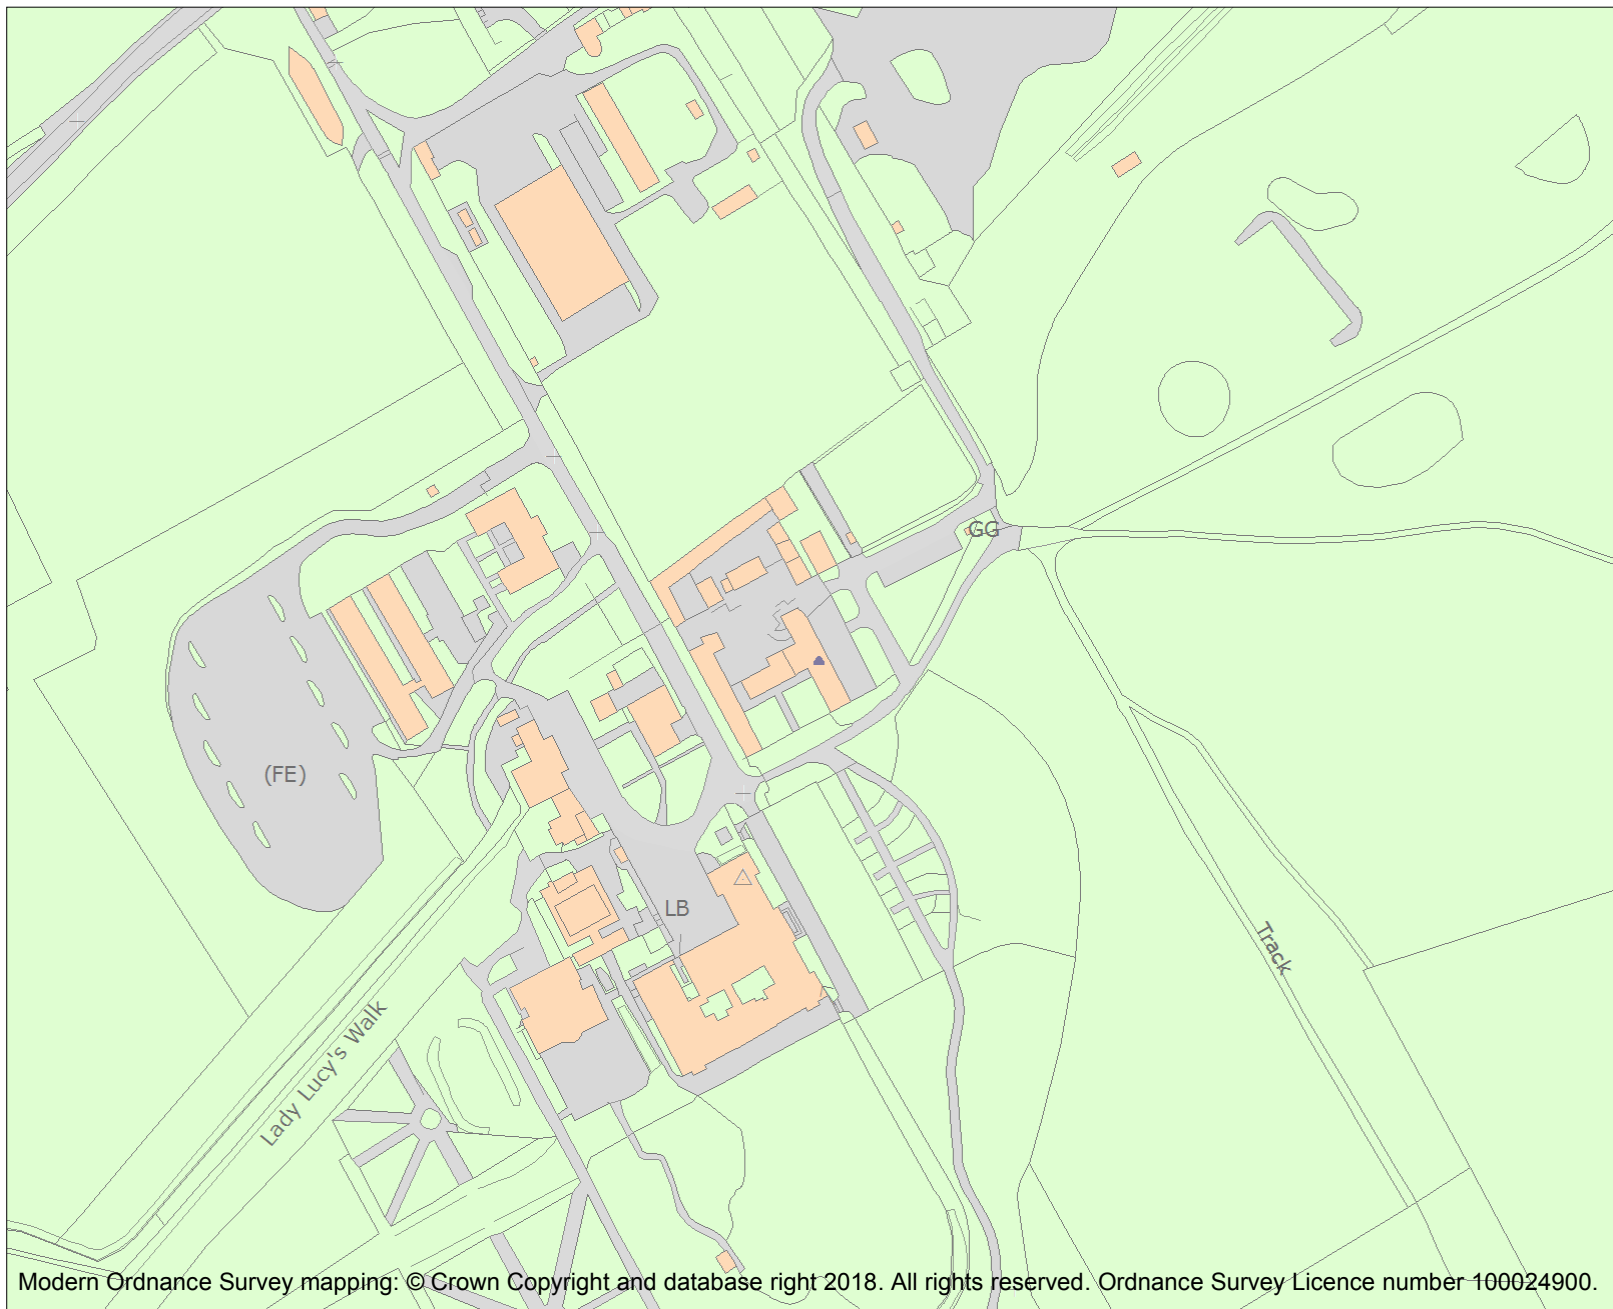 GG
(FE)
LB
Track
Lady Lucy's Walk
Modern Ordnance Survey mapping: © Crown Copyright and database right 2018. All rights reserved. Ordnance Survey Licence number 100024900.